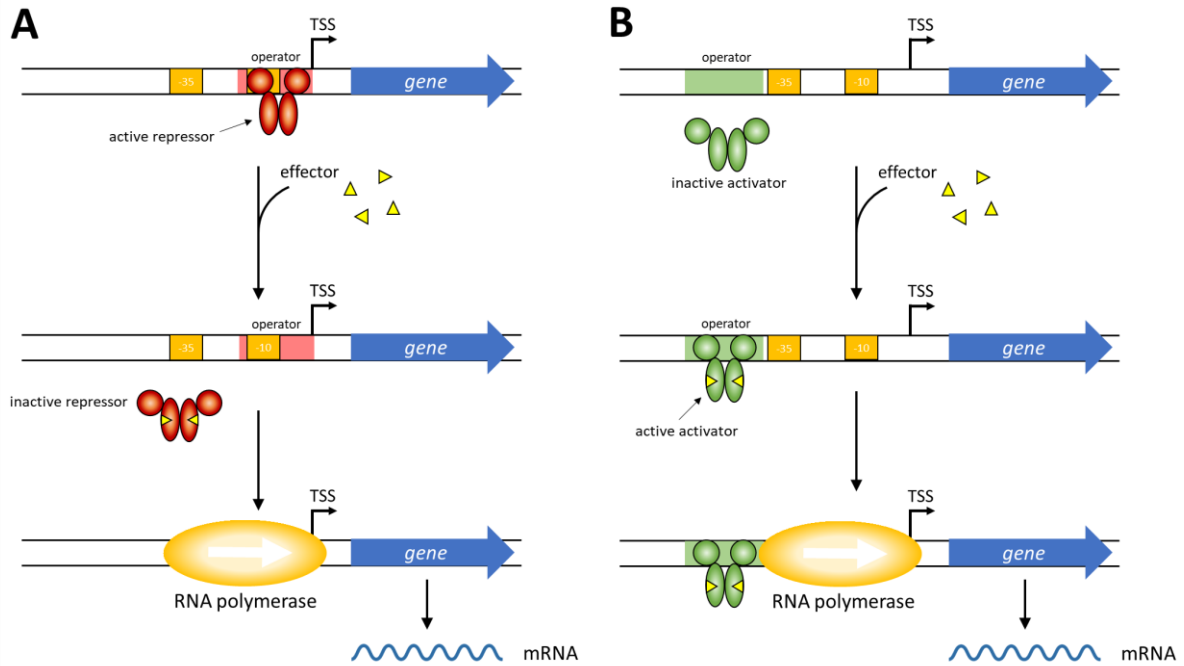 A
TSS
operator
-35
gene
active repressor
effector
TSS
operator
-35
-10
gene
inactive repressor
TSS
gene
RNA polymerase
mRNA
B
TSS
operator
-35
-10
gene
inactive activator
effector
TSS
operator
-35
-10
gene
active activator
TSS
gene
RNA polymerase
mRNA